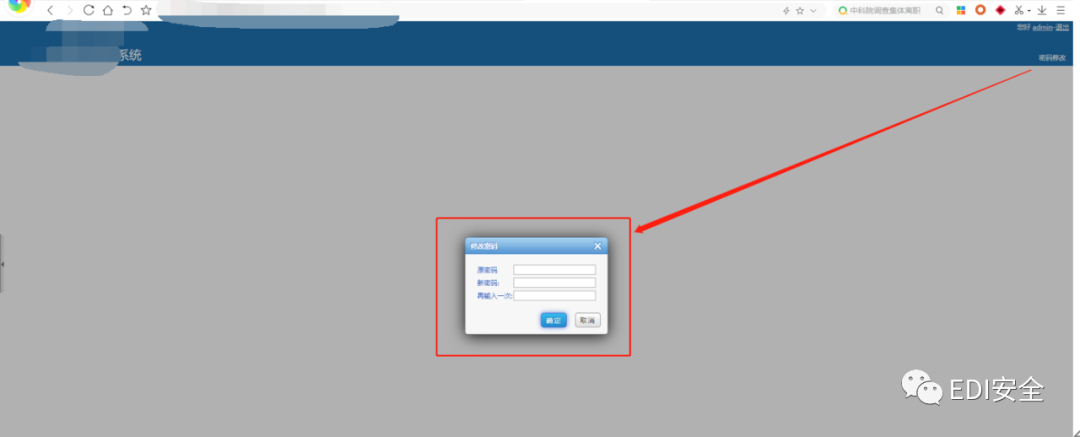 中科院调查集体离职
您好 admin-退出
系统
密码修改
修改密码
原密码
新密码:
再输入一次:
确定 取消
EDI安全